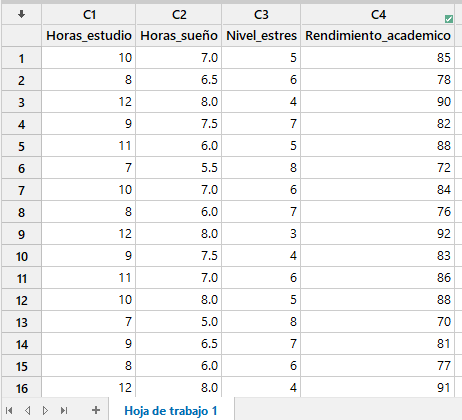 C1 C2 C3 C4
Horas_estudio Horas_sueño Nivel_estres Rendimiento_academico
1 10 7.0 5 85
2 8 6.5 6 78
3 12 8.0 4 90
4 9 7.5 7 82
5 11 6.0 5 88
6 7 5.5 8 72
7 10 7.0 6 84
8 8 6.0 7 76
9 12 8.0 3 92
10 9 7.5 4 83
11 11 7.0 6 86
12 10 8.0 5 88
13 7 5.0 8 70
14 9 6.5 7 81
15 8 6.0 6 77
16 12 8.0 4 91
Hoja de trabajo 1